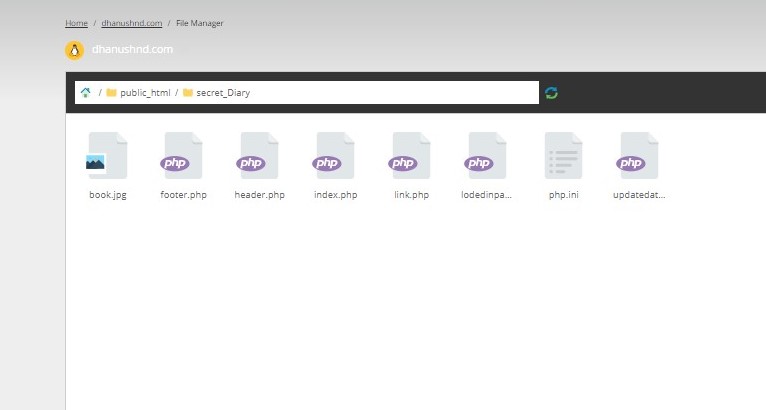 Home / dhanushnd.com / File Manager
dhanushnd.com
/ public_html / secret_Diary
php php php php php php
book.jpg footer.php header.php index.php link.php lodedinpa... php.ini updatedat...